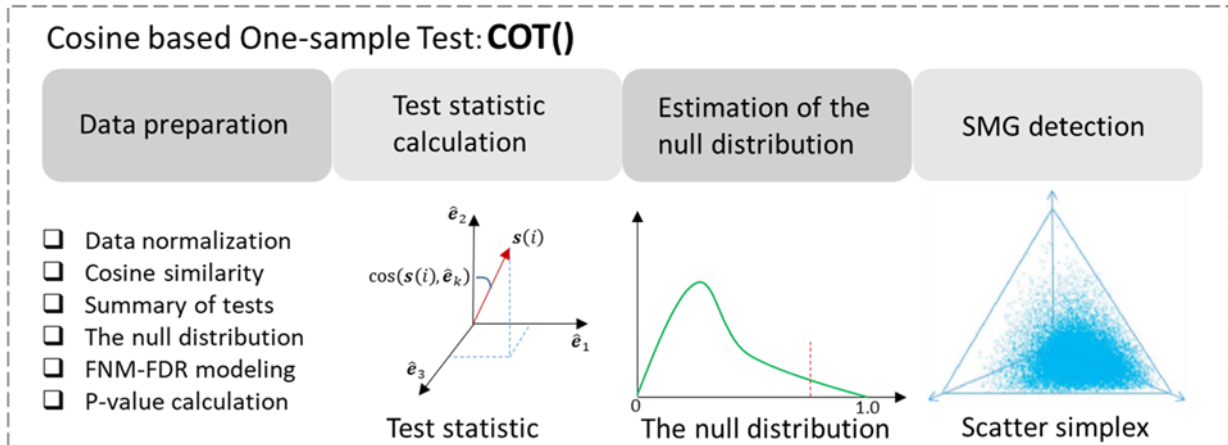 Cosine based One-sample Test: COT()
Data preparation
Test statistic
calculation
Estimation of the
null distribution
SMG detection
Data normalization
Cosine similarity
Summary of tests
The null distribution
FNM-FDR modeling
P-value calculation
ê₂
s(i)
cos(s(i), êₖ)
ê₁
ê₃
Test statistic
0
1.0
The null distribution
Scatter simplex